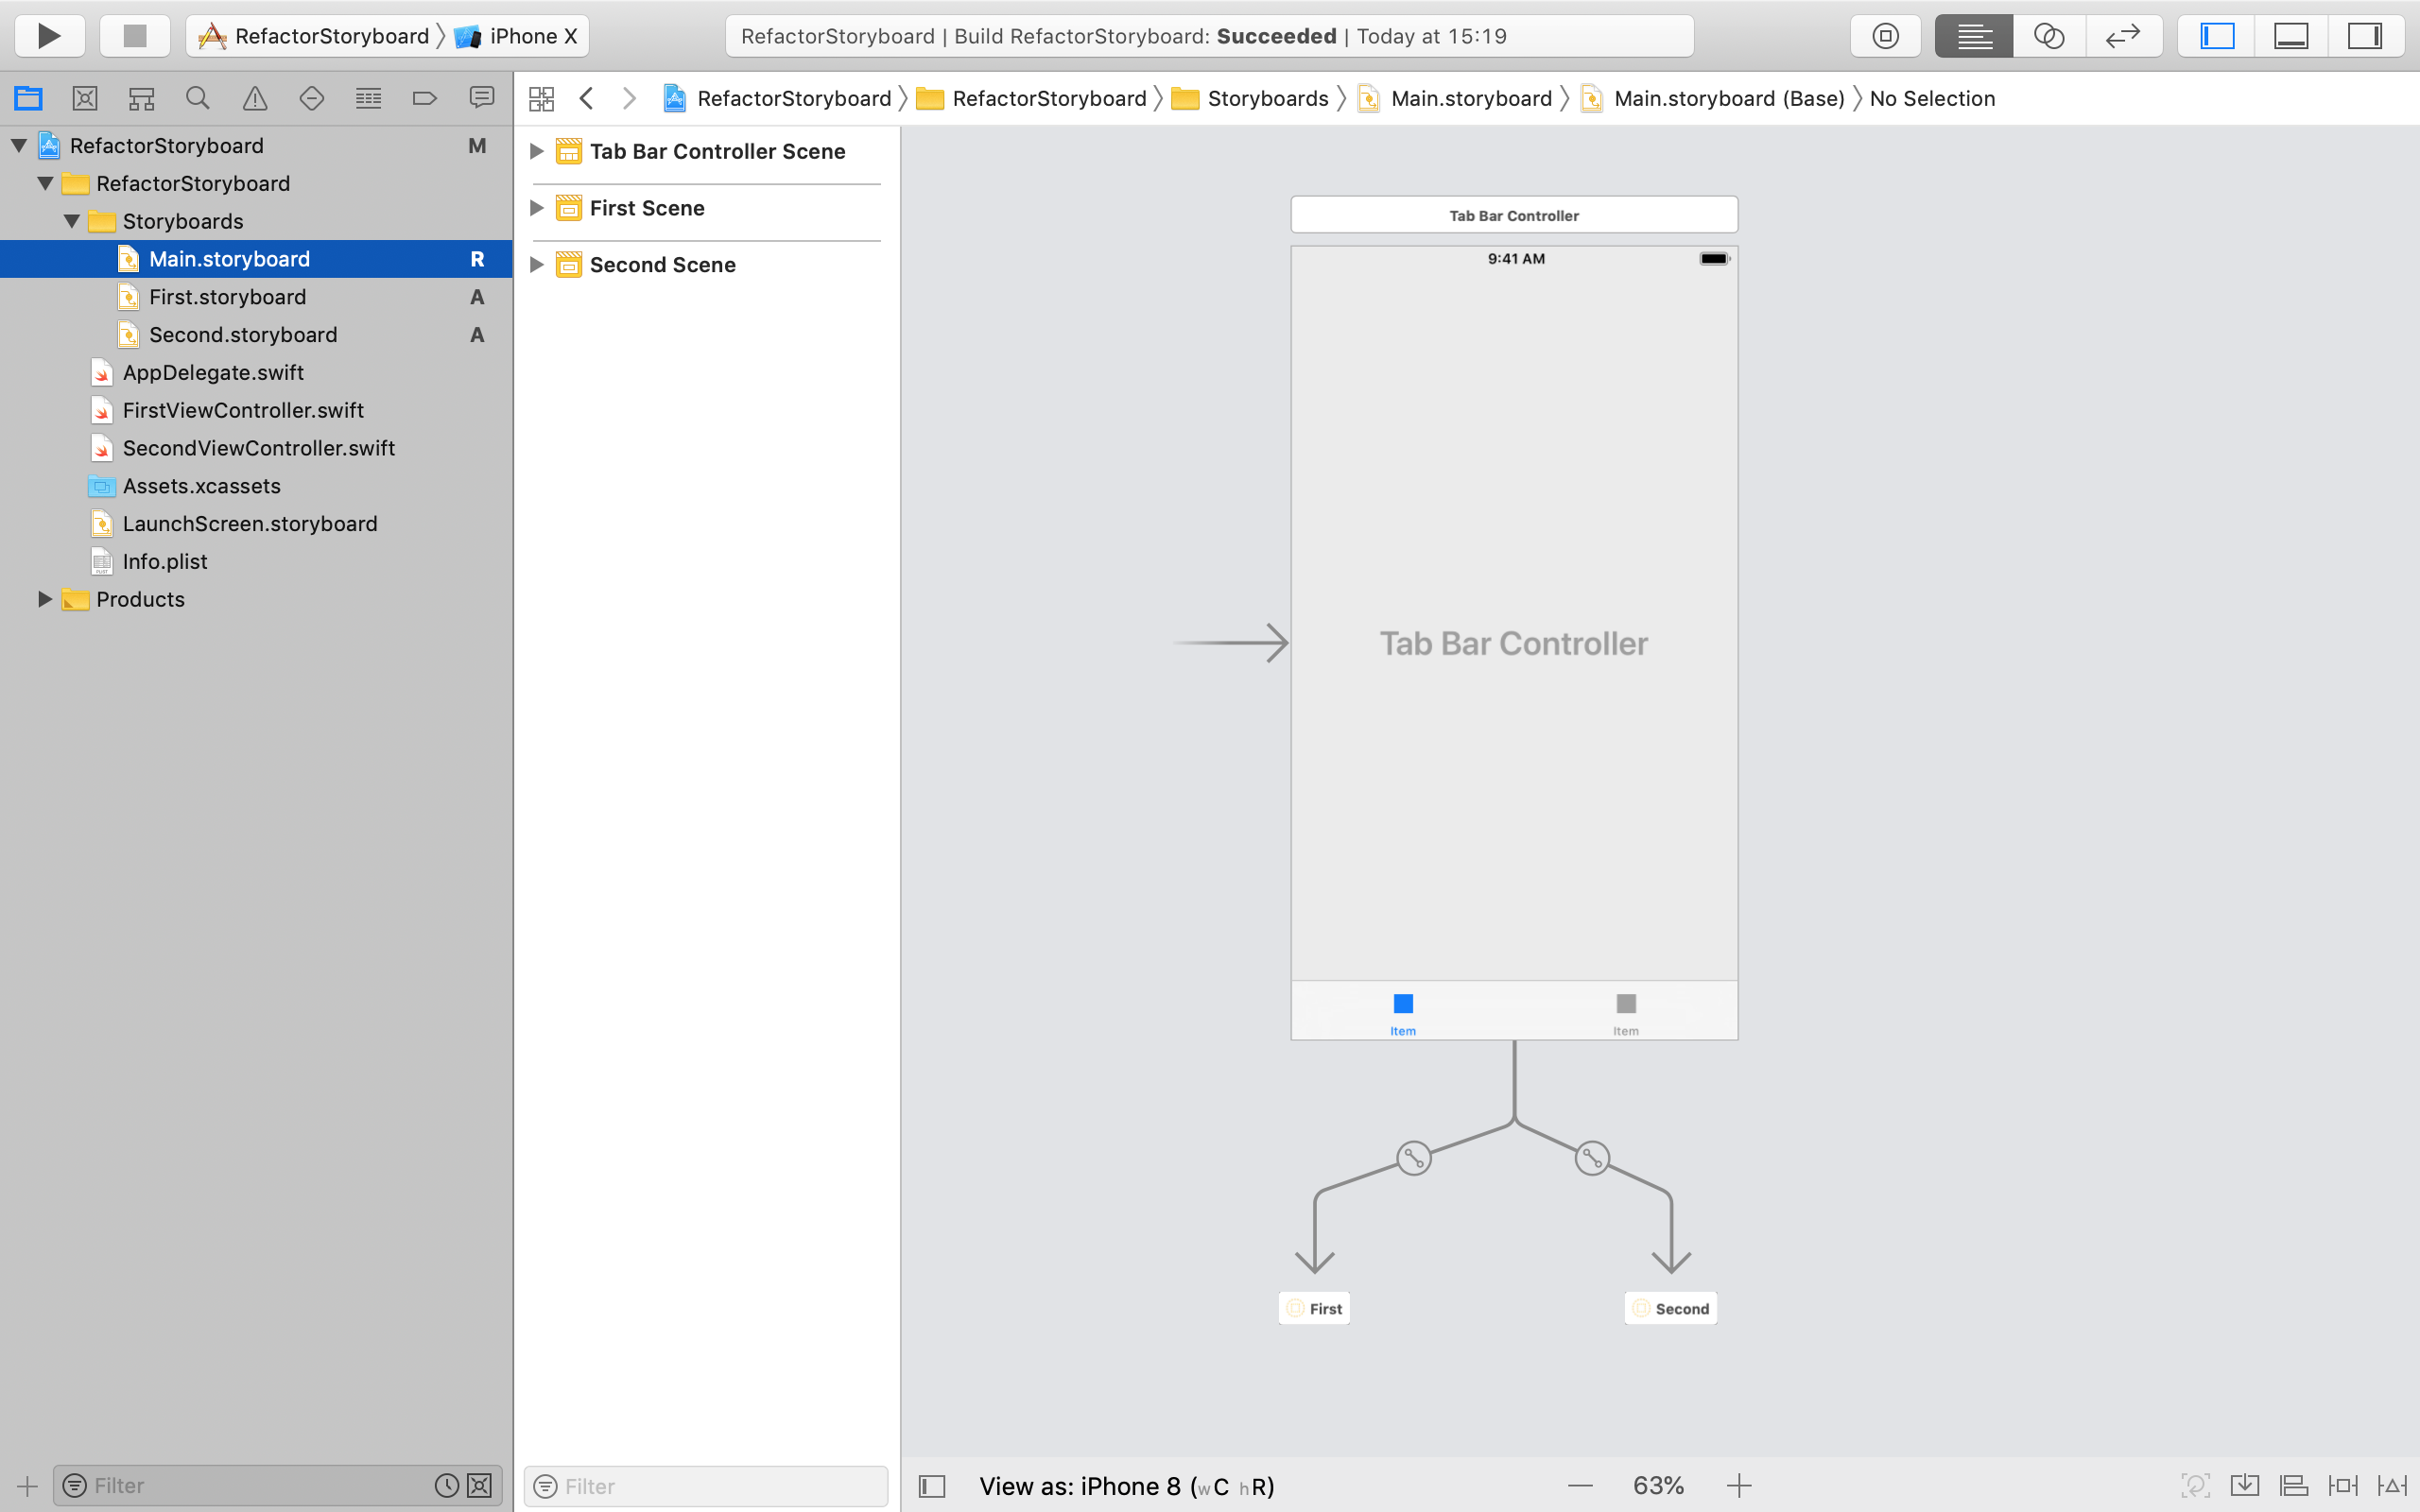 RefactorStoryboard iPhone X
RefactorStoryboard | Build RefactorStoryboard: Succeeded | Today at 15:19
RefactorStoryboard RefactorStoryboard Storyboards Main.storyboard Main.storyboard (Base) No Selection
RefactorStoryboard M
RefactorStoryboard
Storyboards
Main.storyboard R
First.storyboard A
Second.storyboard A
AppDelegate.swift
FirstViewController.swift
SecondViewController.swift
Assets.xcassets
LaunchScreen.storyboard
Info.plist
Products
Filter
Tab Bar Controller Scene
First Scene
Second Scene
Filter
Tab Bar Controller
9:41 AM
Tab Bar Controller
Item Item
First Second
View as: iPhone 8 (wC hR) 63%